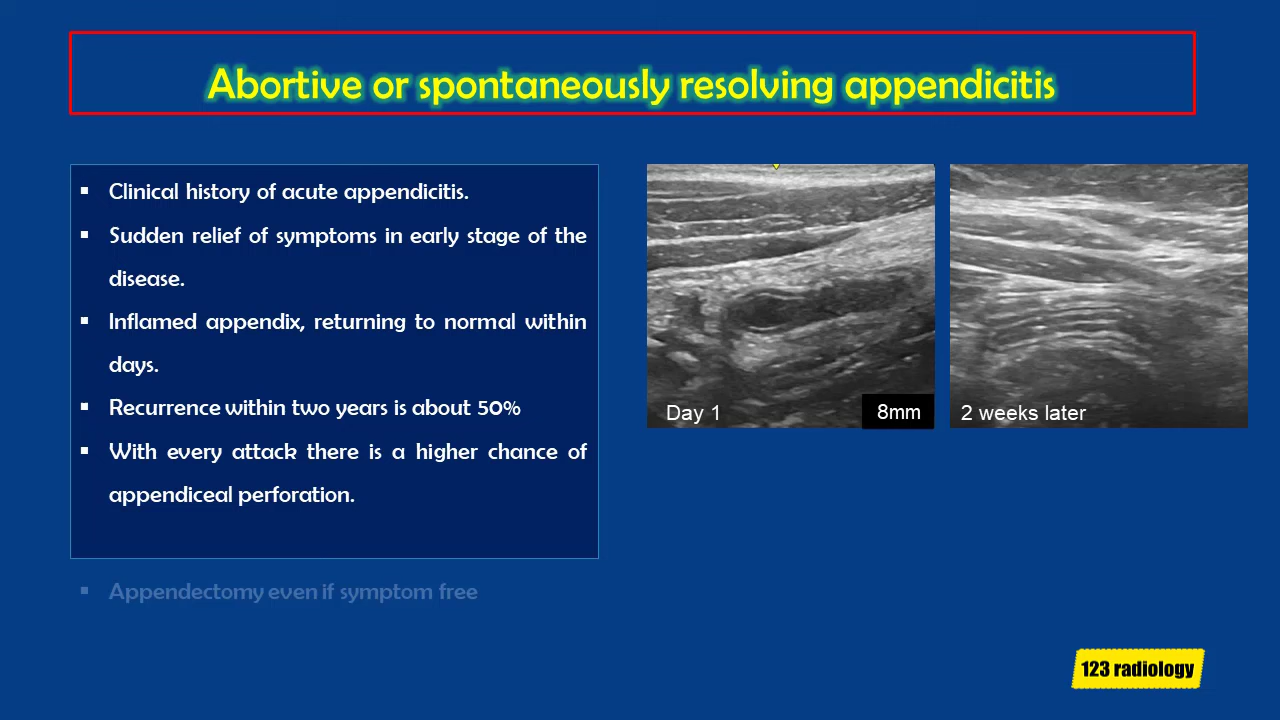 Abortive or spontaneously resolving appendicitis
▪ Clinical history of acute appendicitis.
▪ Sudden relief of symptoms in early stage of the
disease.
▪ Inflamed appendix, returning to normal within
days.
▪ Recurrence within two years is about 50%
▪ With every attack there is a higher chance of
appendiceal perforation.
▪ Appendectomy even if symptom free
Day 1
8mm
2 weeks later
123 radiology